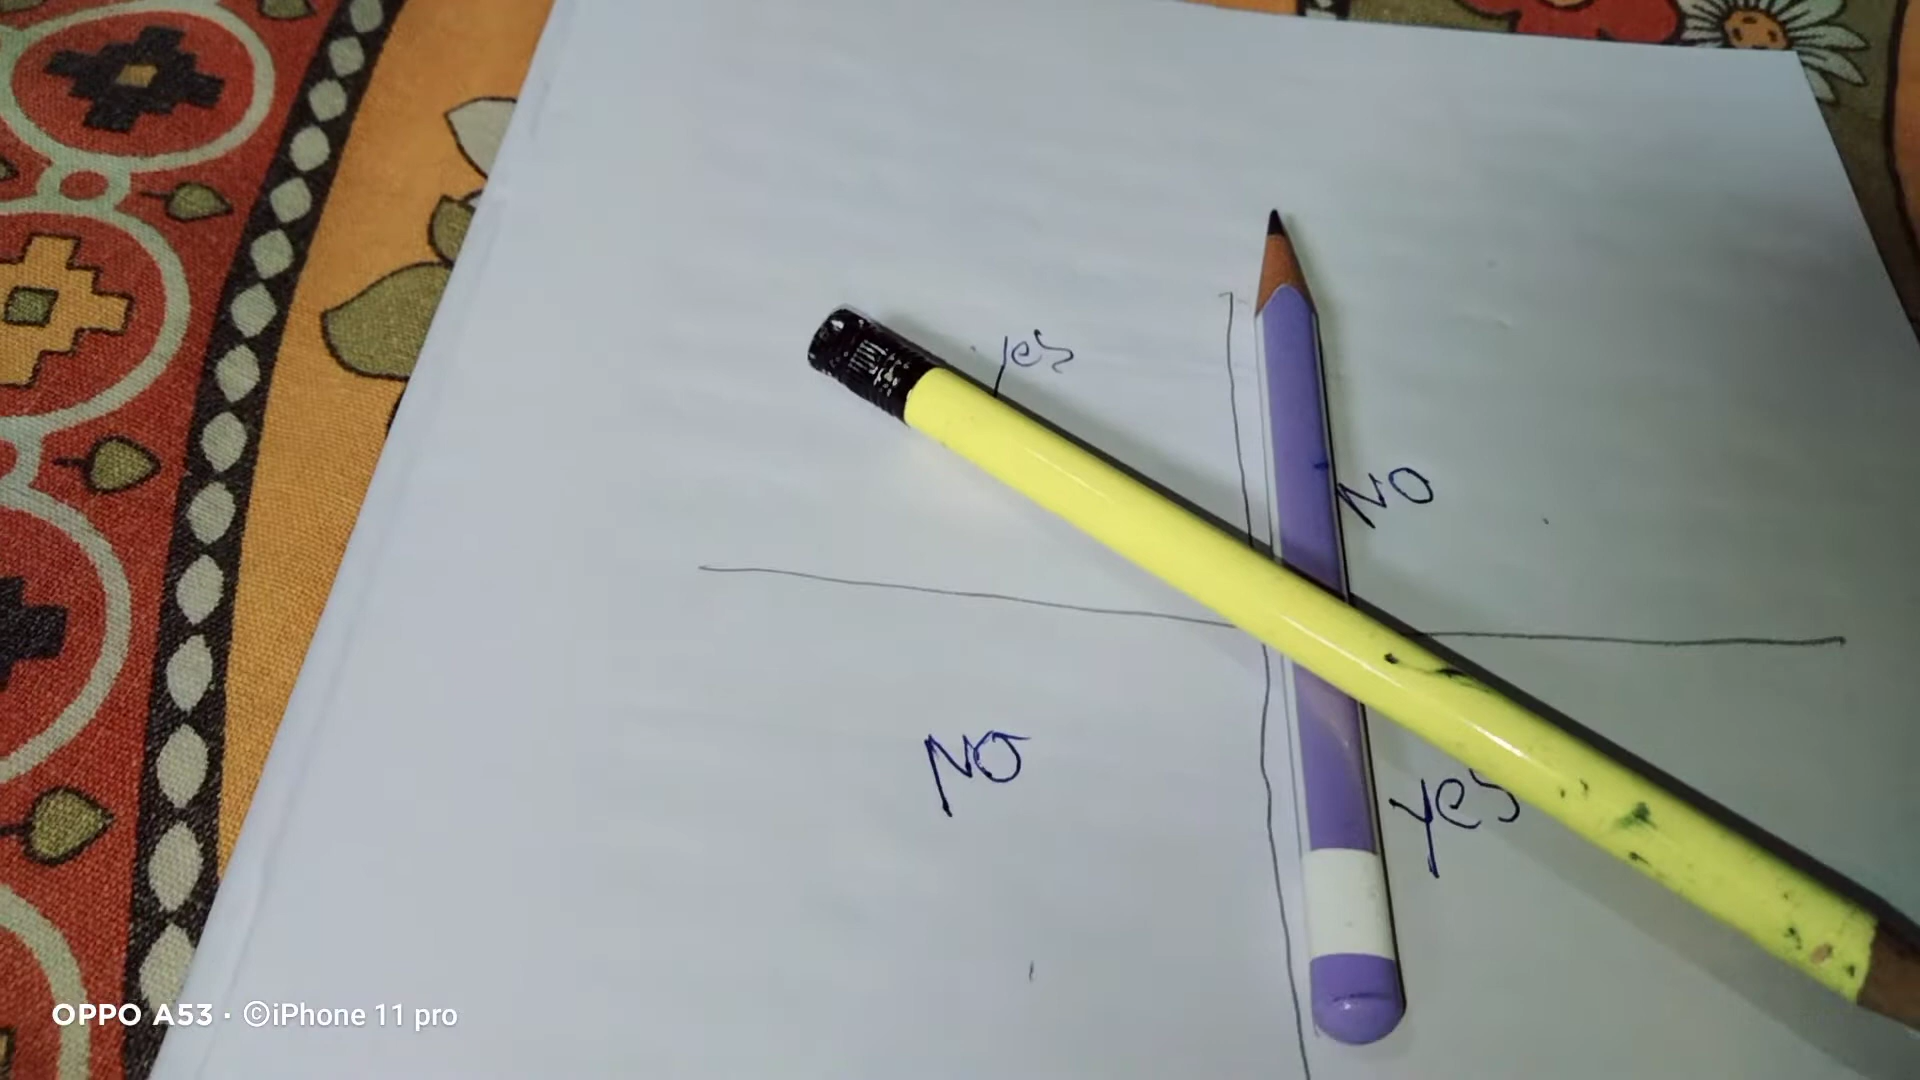 yes
NO
NO
yes
OPPO A53 · ©iPhone 11 pro